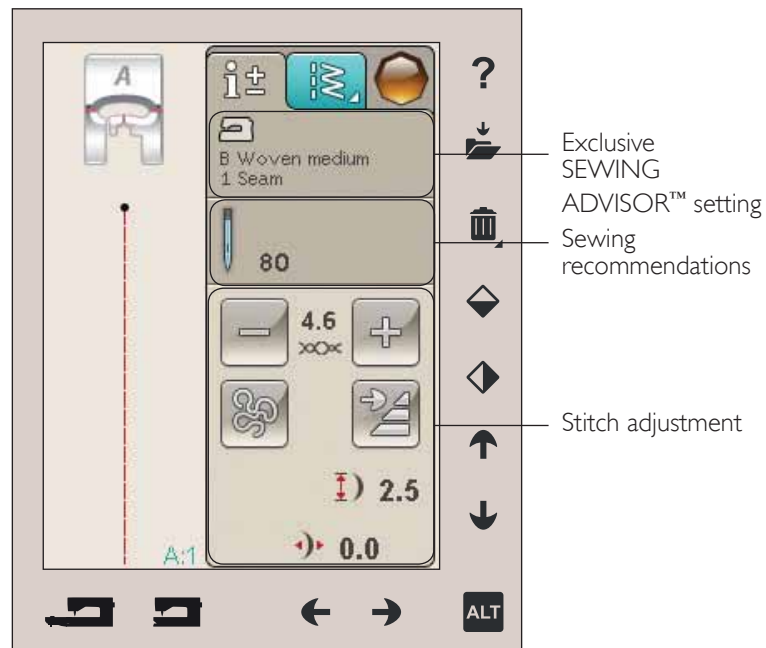 A
i±
?
B Woven medium
1 Seam
Exclusive
SEWING
ADVISOR™ setting
80
Sewing
recommendations
4.6
Stitch adjustment
2.5
0.0
A:1
ALT